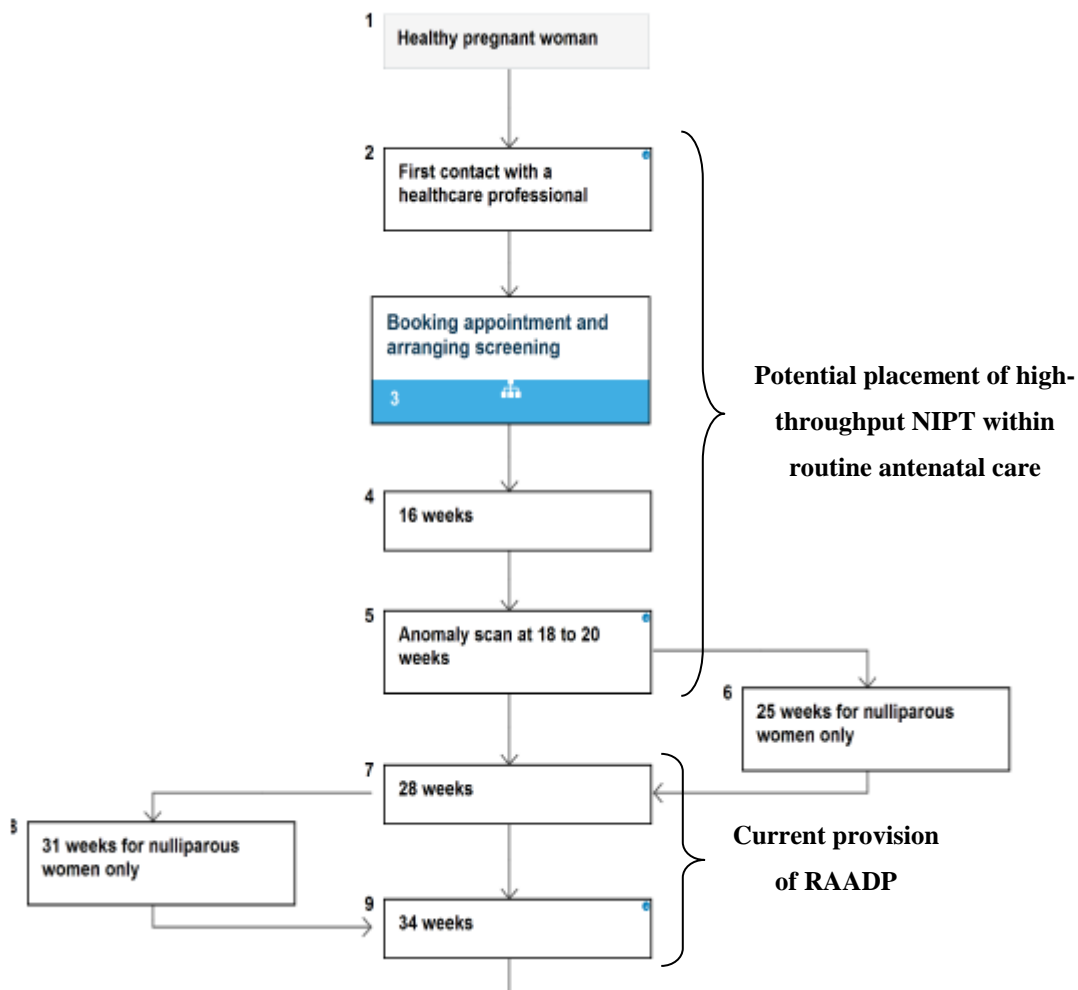 1
Healthy pregnant woman
2
First contact with a
healthcare professional
Booking appointment and
arranging screening
3
Potential placement of high-
throughput NIPT within
routine antenatal care
4
16 weeks
5
Anomaly scan at 18 to 20
weeks
6
25 weeks for nulliparous
women only
7
28 weeks
31 weeks for nulliparous
women only
Current provision
of RAADP
9
34 weeks